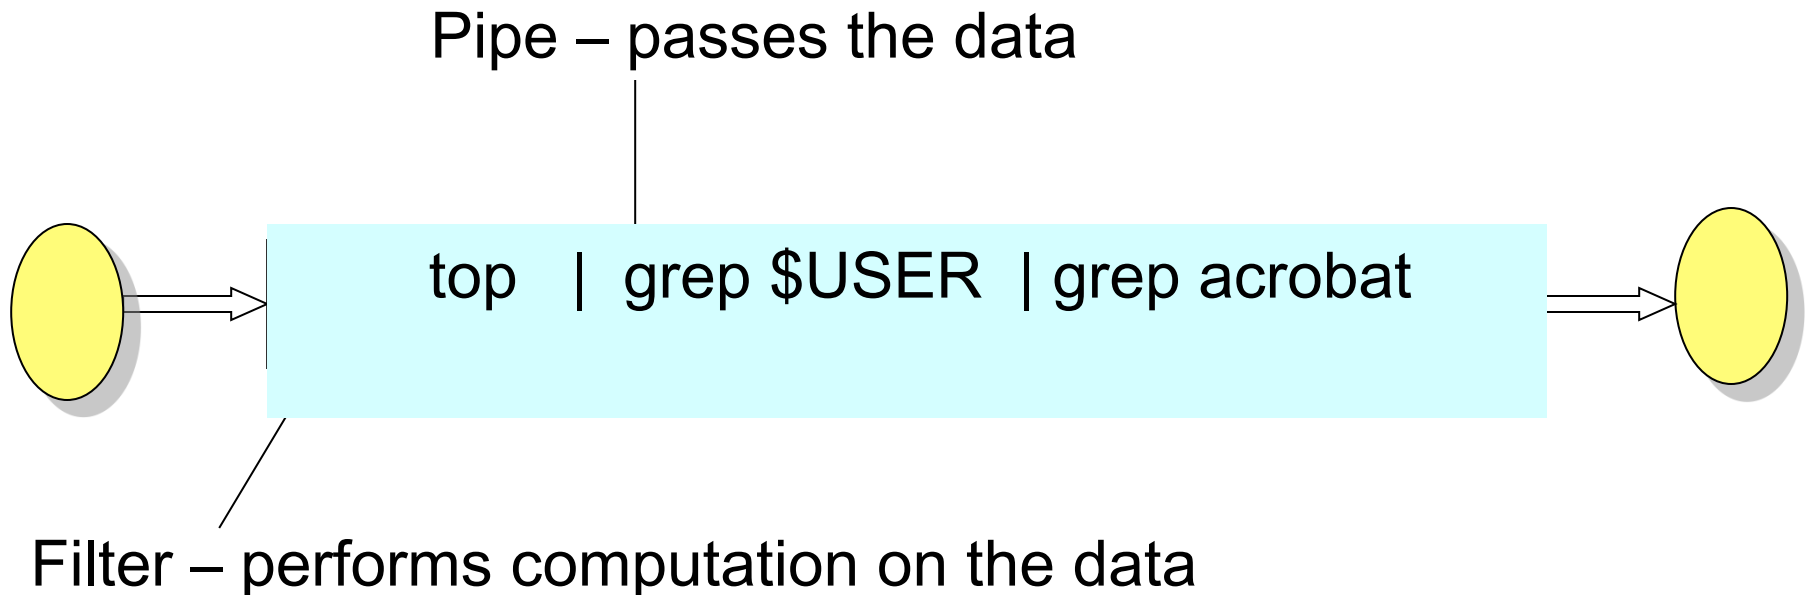 Pipe – passes the data
top | grep $USER | grep acrobat
Filter – performs computation on the data